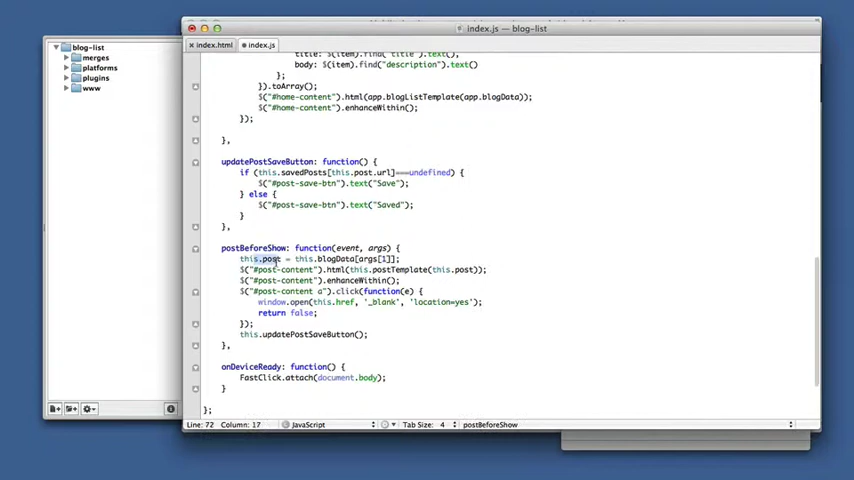 index.js — blog-list
index.html
index.js
blog-list
merges
platforms
plugins
www
title: $(item).find("title").text(),
body: $(item).find("description").text()
};
}).toArray();
$("#home-content").html(app.blogListTemplate(app.blogData));
$("#home-content").enhanceWithin();
});
},
updatePostSaveButton: function() {
if (this.savedPosts[this.post.url]===undefined) {
$("#post-save-btn").text("Save");
} else {
$("#post-save-btn").text("Saved");
}
},
postBeforeShow: function(event, args) {
this.post = this.blogData[args[1]];
$("#post-content").html(this.postTemplate(this.post));
$("#post-content").enhanceWithin();
$("#post-content a").click(function(e) {
window.open(this.href, '_blank', 'location=yes');
return false;
});
this.updatePostSaveButton();
},
onDeviceReady: function() {
FastClick.attach(document.body);
}
};
Line: 72 Column: 17 JavaScript Tab Size: 4 postBeforeShow